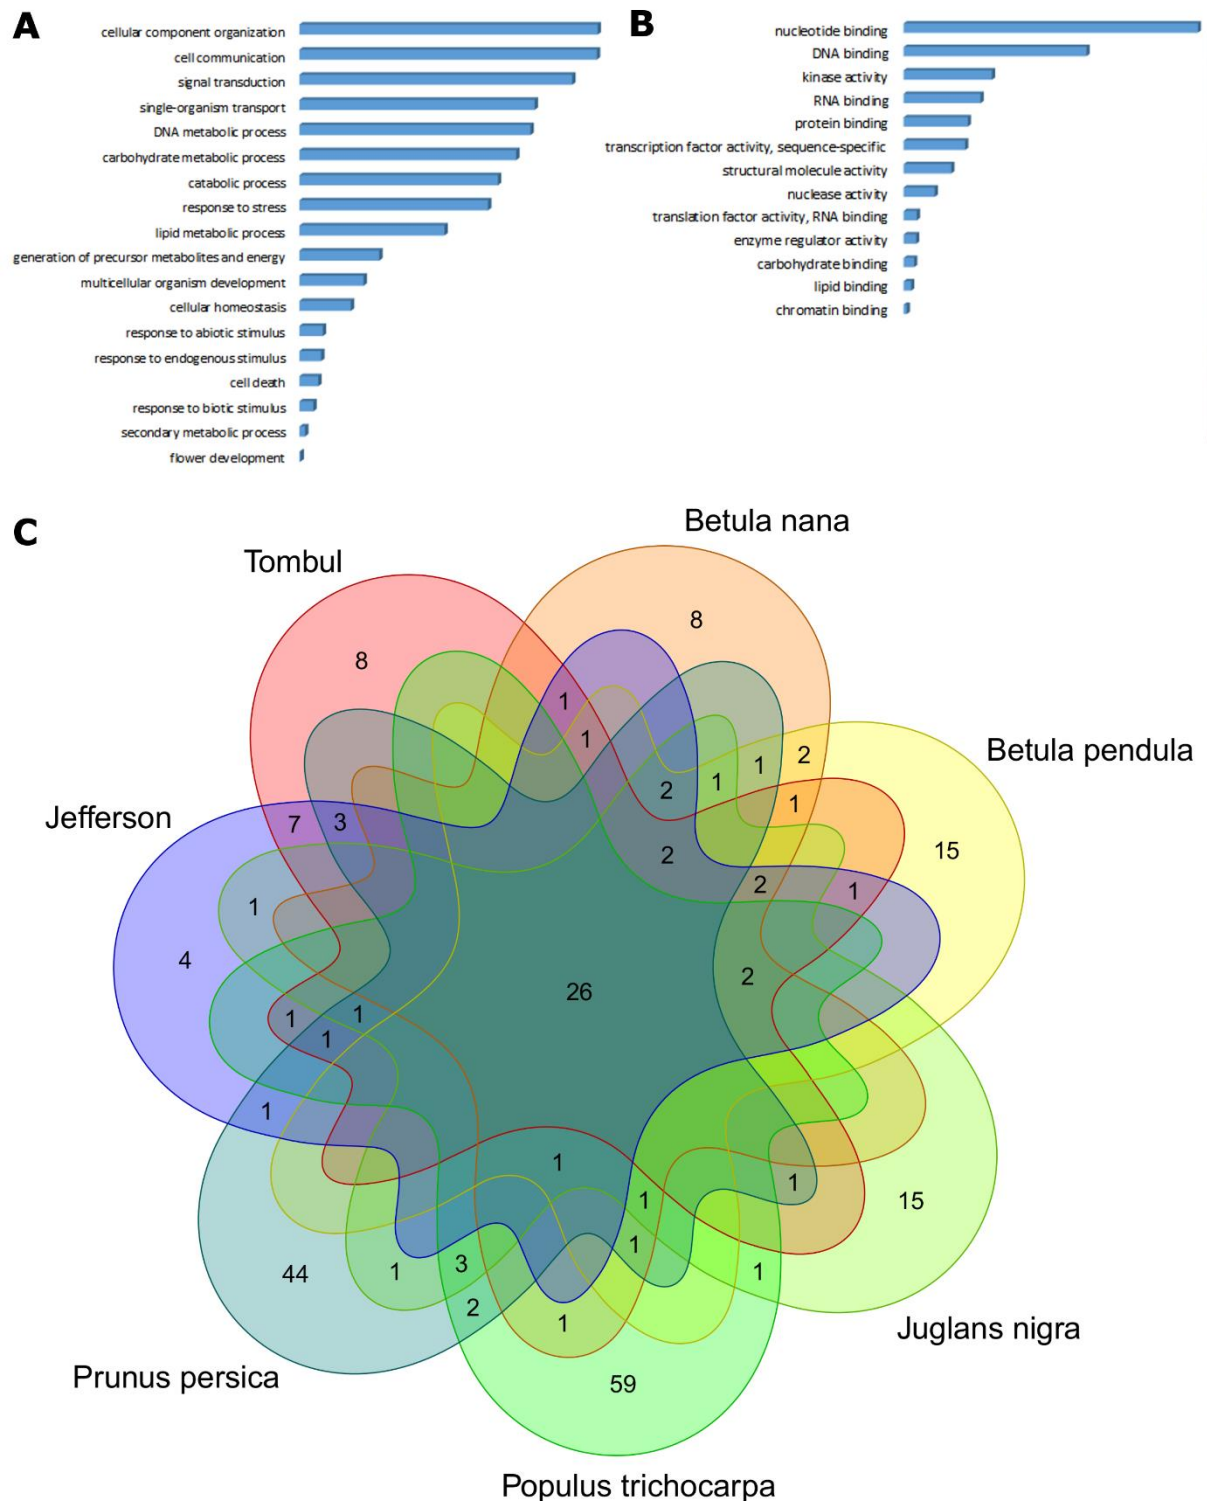 A
cellular component organization
cell communication
signal transduction
single-organism transport
DNA metabolic process
carbohydrate metabolic process
catabolic process
response to stress
lipid metabolic process
generation of precursor metabolites and energy
multicellular organism development
cellular homeostasis
response to abiotic stimulus
response to endogenous stimulus
cell death
response to biotic stimulus
secondary metabolic process
flower development
B
nucleotide binding
DNA binding
kinase activity
RNA binding
protein binding
transcription factor activity, sequence-specific
structural molecule activity
nuclease activity
translation factor activity, RNA binding
enzyme regulator activity
carbohydrate binding
lipid binding
chromatin binding
C
Betula nana
Tombul
8
8
1
1
2
Betula pendula
1
1
2
2
1
Jefferson
7
3
2
15
2
1
1
4
2
26
1
1
1
1
1
1
1
15
1
1
44
1
3
1
2
1
Juglans nigra
Prunus persica
59
Populus trichocarpa